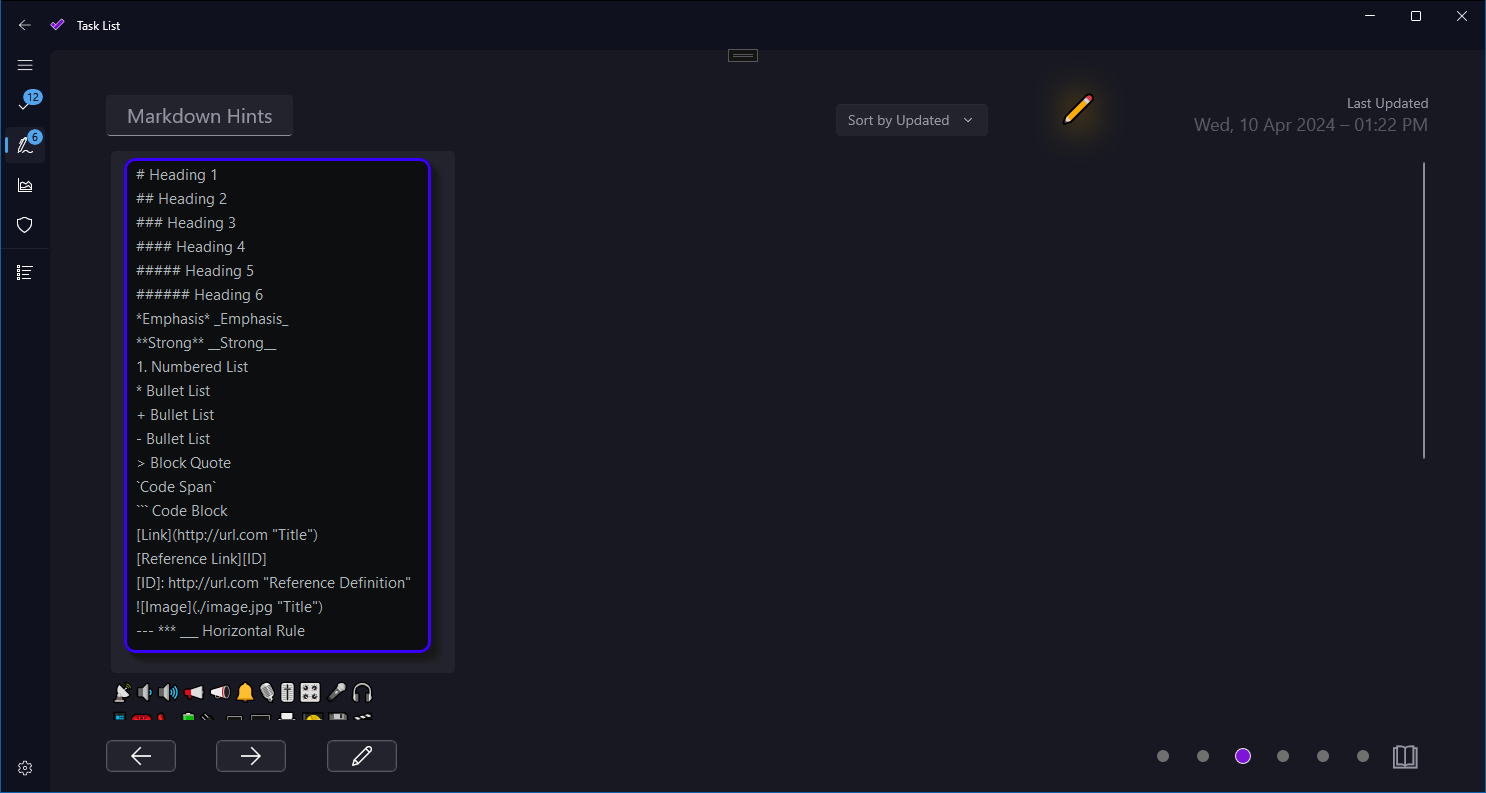 Task List
12
6
Markdown Hints
Sort by Updated
Last Updated
Wed, 10 Apr 2024 – 01:22 PM
# Heading 1
## Heading 2
### Heading 3
#### Heading 4
##### Heading 5
###### Heading 6
*Emphasis* _Emphasis_
**Strong** __Strong__
1. Numbered List
* Bullet List
+ Bullet List
- Bullet List
> Block Quote
`Code Span`
``` Code Block
[Link](http://url.com "Title")
[Reference Link][ID]
[ID]: http://url.com "Reference Definition"
![Image](./image.jpg "Title")
--- *** ___ Horizontal Rule